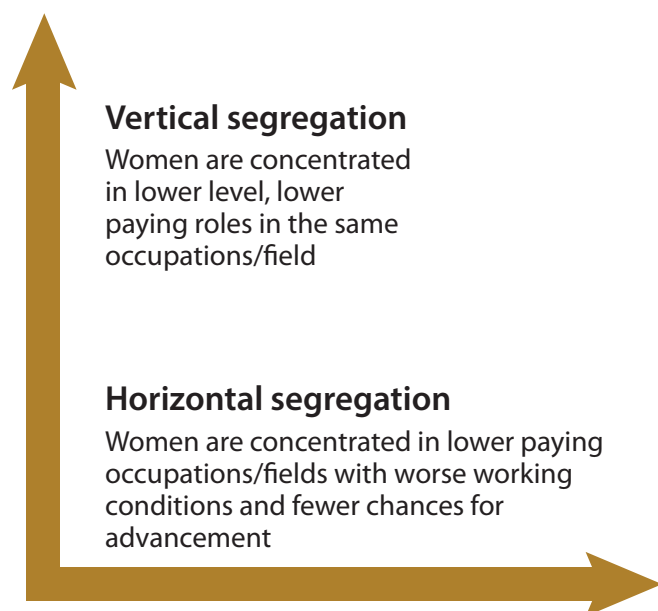 Vertical segregation
Women are concentrated
in lower level, lower
paying roles in the same
occupations/field
Horizontal segregation
Women are concentrated in lower paying
occupations/fields with worse working
conditions and fewer chances for
advancement